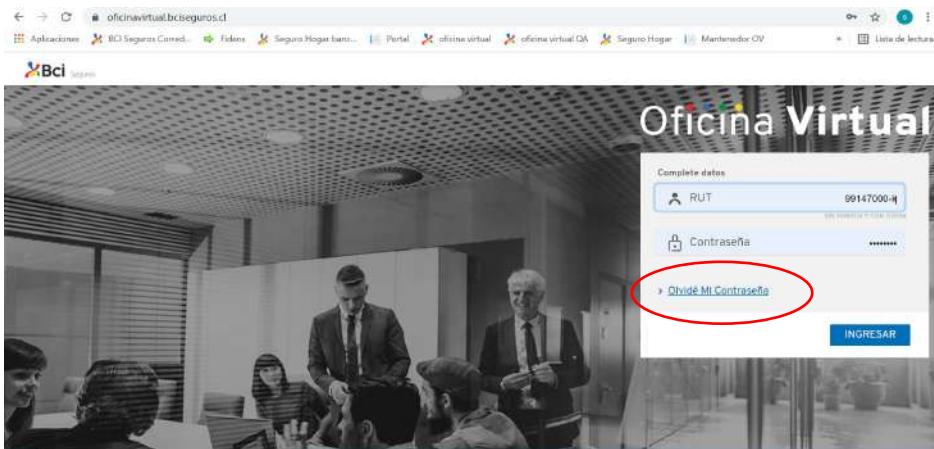 oficinavirtual.bciseguros.cl
Aplicaciones BCI Seguros Corred... Fidens Seguro Hogar banc... Portal oficina virtual oficina virtual QA Seguro Hogar Mantenedor OV » Lista de lectura
Bci Seguros
Oficina Virtual
Complete datos
RUT 99147000-
Contraseña ••••••••
› Olvidé Mi Contraseña
INGRESAR